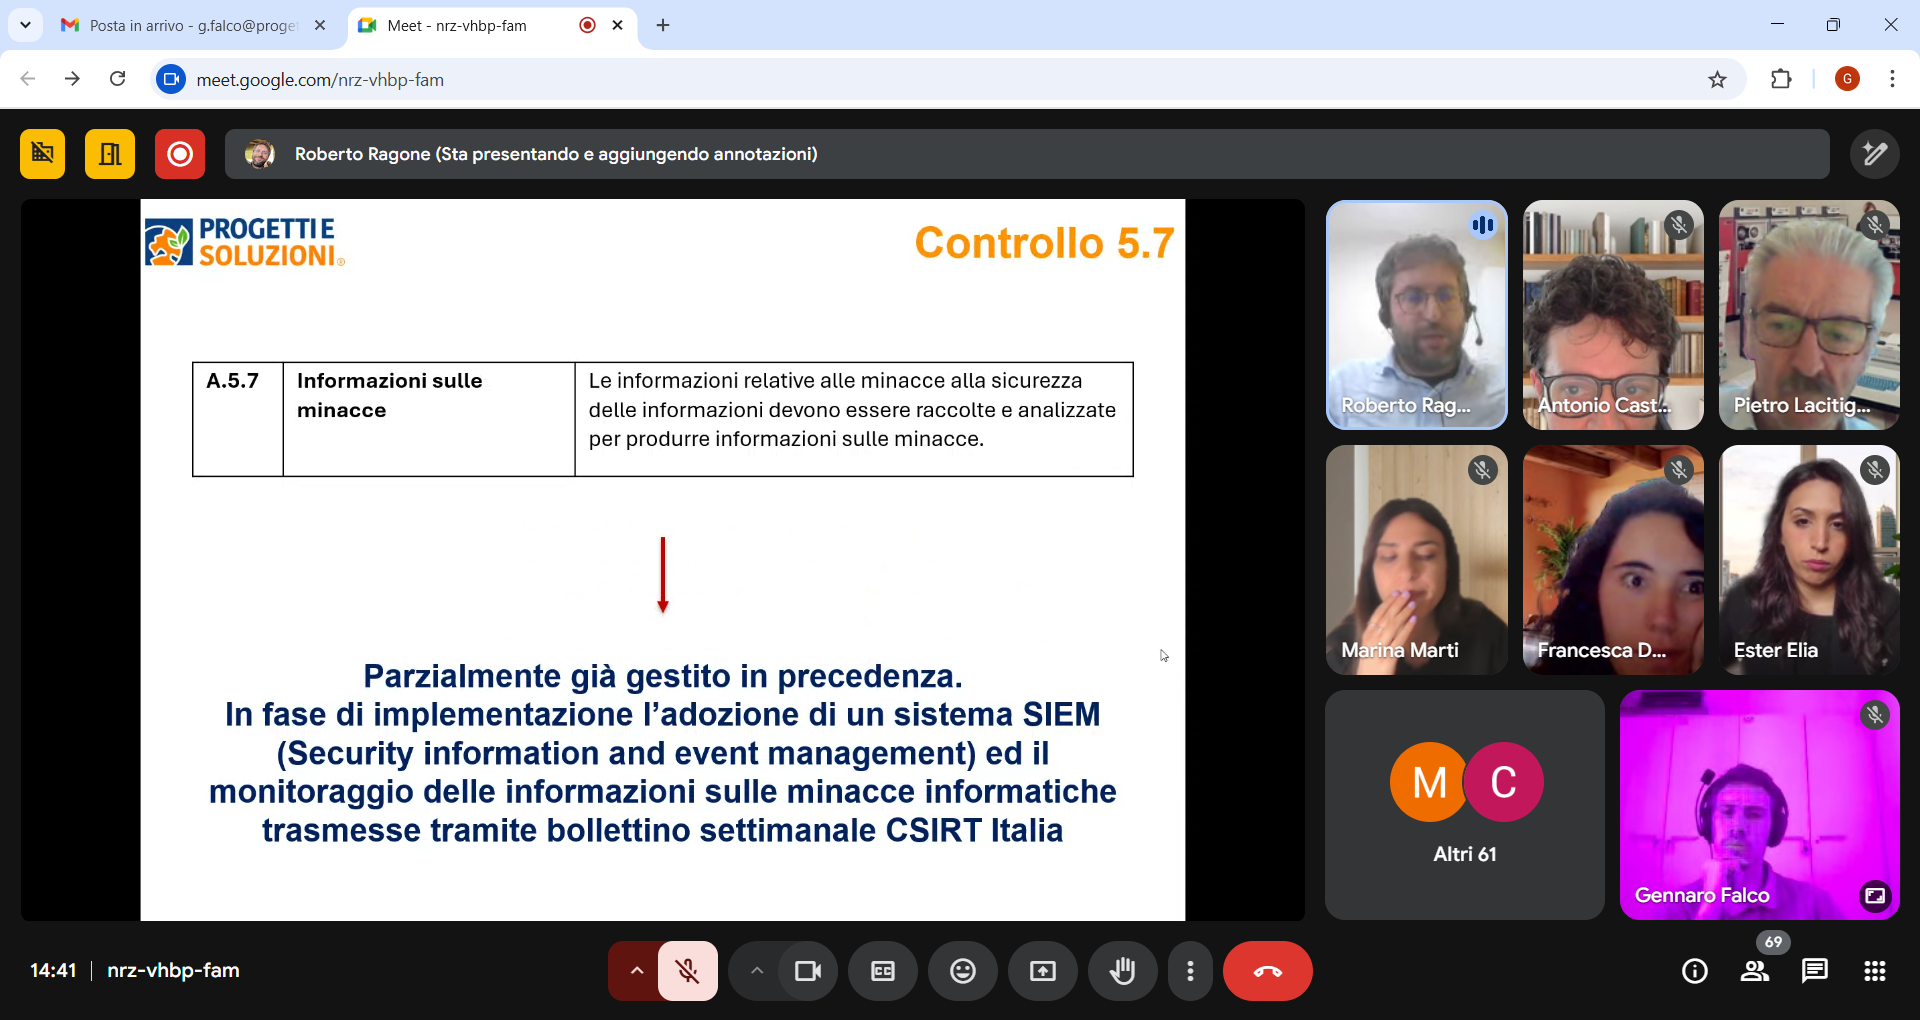 Posta in arrivo - g.falco@proget
Meet - nrz-vhbp-fam
meet.google.com/nrz-vhbp-fam
G
Roberto Ragone (Sta presentando e aggiungendo annotazioni)
PROGETTI E
SOLUZIONI®
Controllo 5.7
A.5.7
Informazioni sulle
minacce
Le informazioni relative alle minacce alla sicurezza
delle informazioni devono essere raccolte e analizzate
per produrre informazioni sulle minacce.
Parzialmente già gestito in precedenza.
In fase di implementazione l’adozione di un sistema SIEM
(Security information and event management) ed il
monitoraggio delle informazioni sulle minacce informatiche
trasmesse tramite bollettino settimanale CSIRT Italia
Roberto Rag...
Antonio Cast...
Pietro Lacitig...
Marina Marti
Francesca D...
Ester Elia
M
C
Altri 61
Gennaro Falco
14:41
nrz-vhbp-fam
CC
69